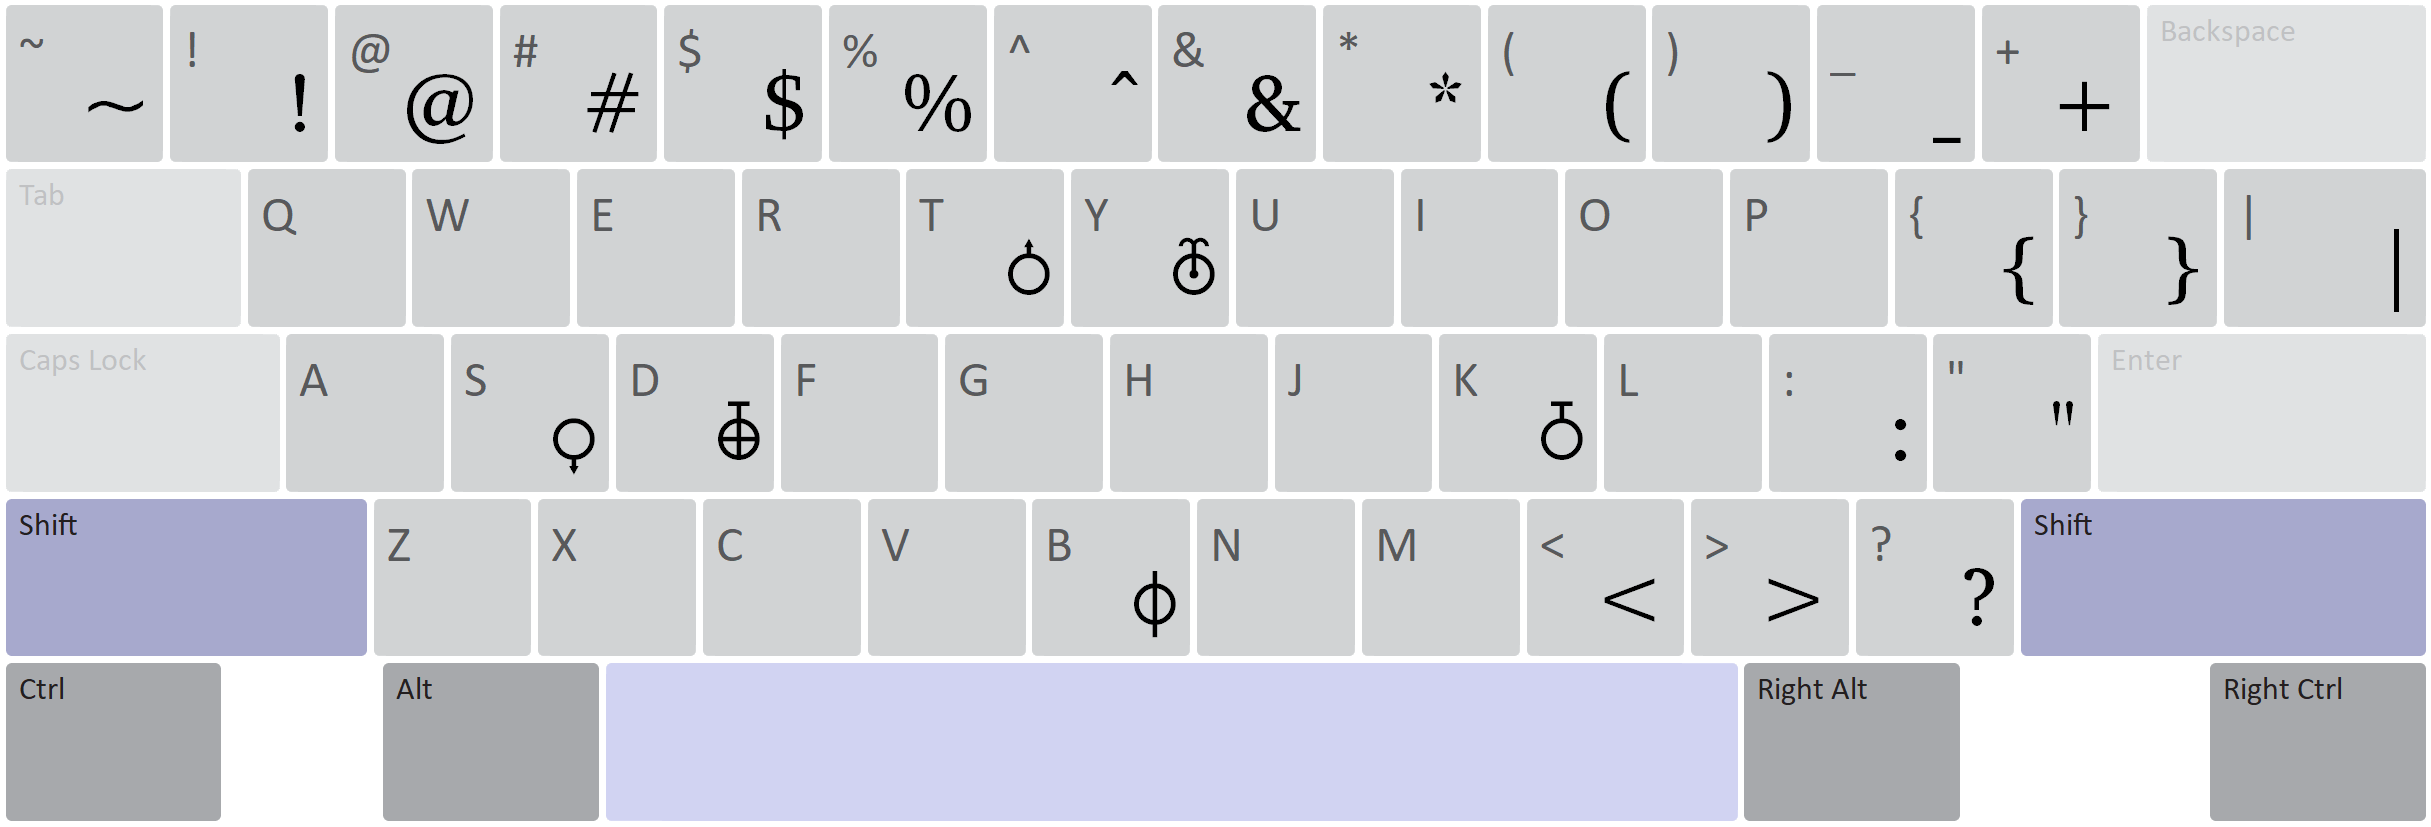 ~ ~ ! ! @ @ # # $ $ % % ^ ^ & & * * ( ( ) ) _ _ + + Backspace
Tab Q W E R T Y U I O P { { } } | |
Caps Lock A S D F G H J K L : : " " Enter
Shift Z X C V B N M < < > > ? ? Shift
Ctrl Alt Right Alt Right Ctrl